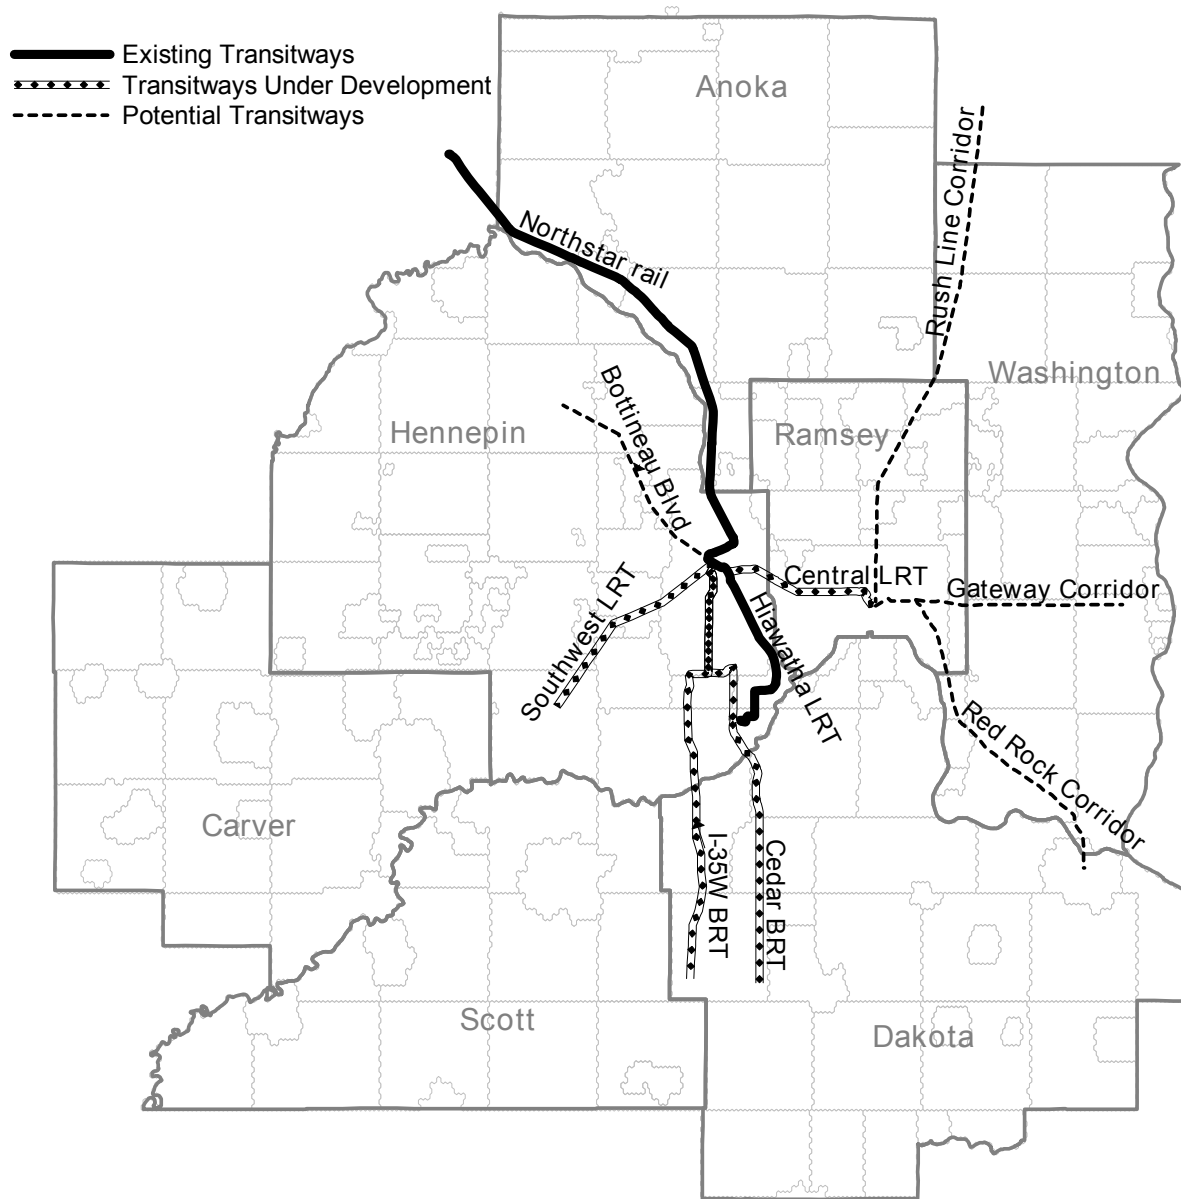 Existing Transitways
Transitways Under Development
Potential Transitways
Anoka
Rush Line Corridor
Northstar rail
Washington
Bottineau Blvd
Hennepin
Ramsey
Central LRT
Gateway Corridor
Southwest LRT
Hiawatha LRT
Red Rock Corridor
Carver
I-35W BRT
Cedar BRT
Scott
Dakota